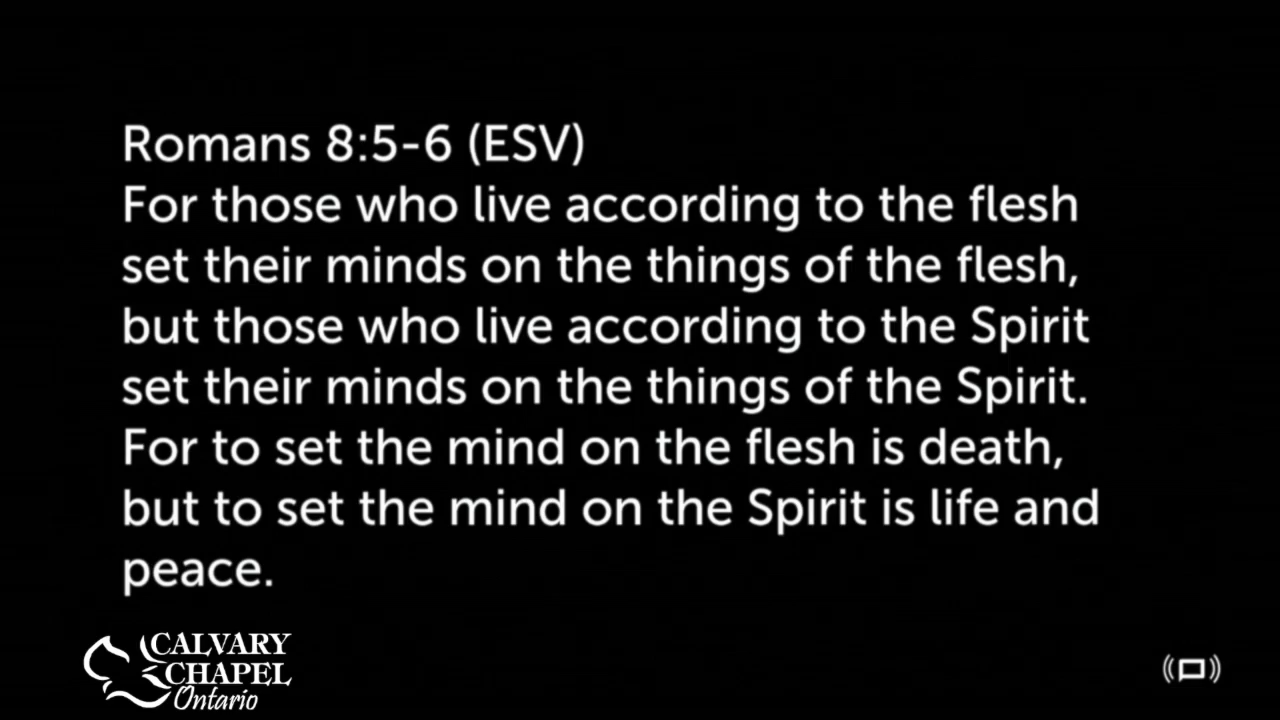 Romans 8:5-6 (ESV)
For those who live according to the flesh
set their minds on the things of the flesh,
but those who live according to the Spirit
set their minds on the things of the Spirit.
For to set the mind on the flesh is death,
but to set the mind on the Spirit is life and
peace.
CALVARY
CHAPEL
Ontario